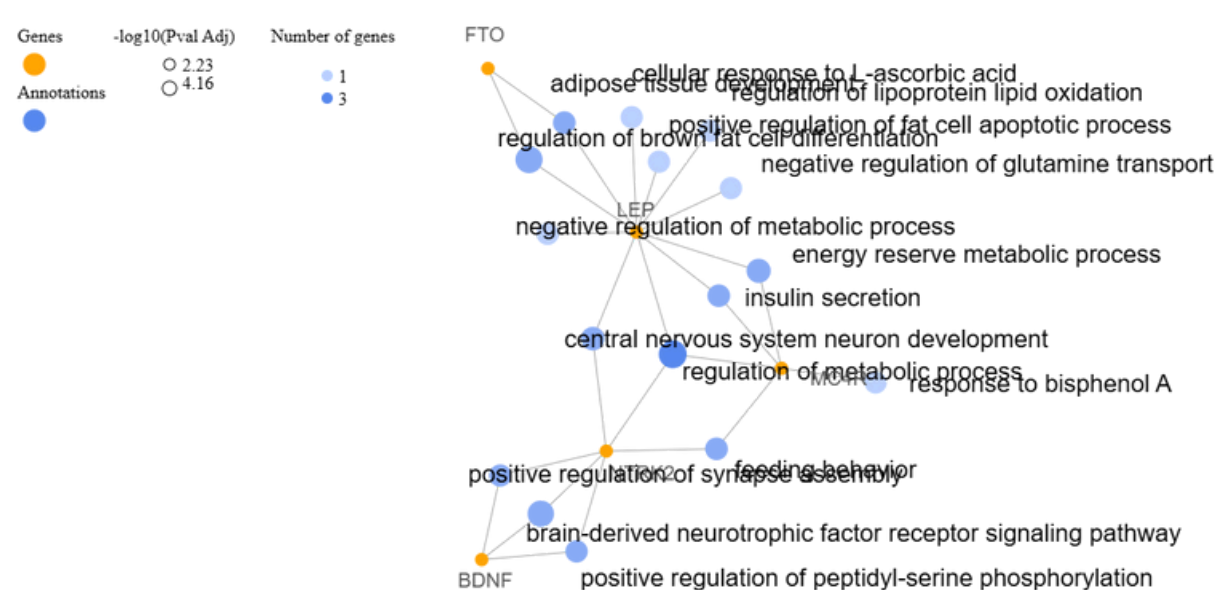 Genes
-log10(Pval Adj)
Number of genes
2.23
4.16
1
3
Annotations
FTO
cellular response to L-ascorbic acid
adipose tissue development
regulation of lipoprotein lipid oxidation
positive regulation of fat cell apoptotic process
regulation of brown fat cell differentiation
negative regulation of glutamine transport
LEP
negative regulation of metabolic process
energy reserve metabolic process
insulin secretion
central nervous system neuron development
regulation of metabolic process
MC4R
response to bisphenol A
feeding behavior
NTRK2
positive regulation of synapse assembly
brain-derived neurotrophic factor receptor signaling pathway
BDNF
positive regulation of peptidyl-serine phosphorylation